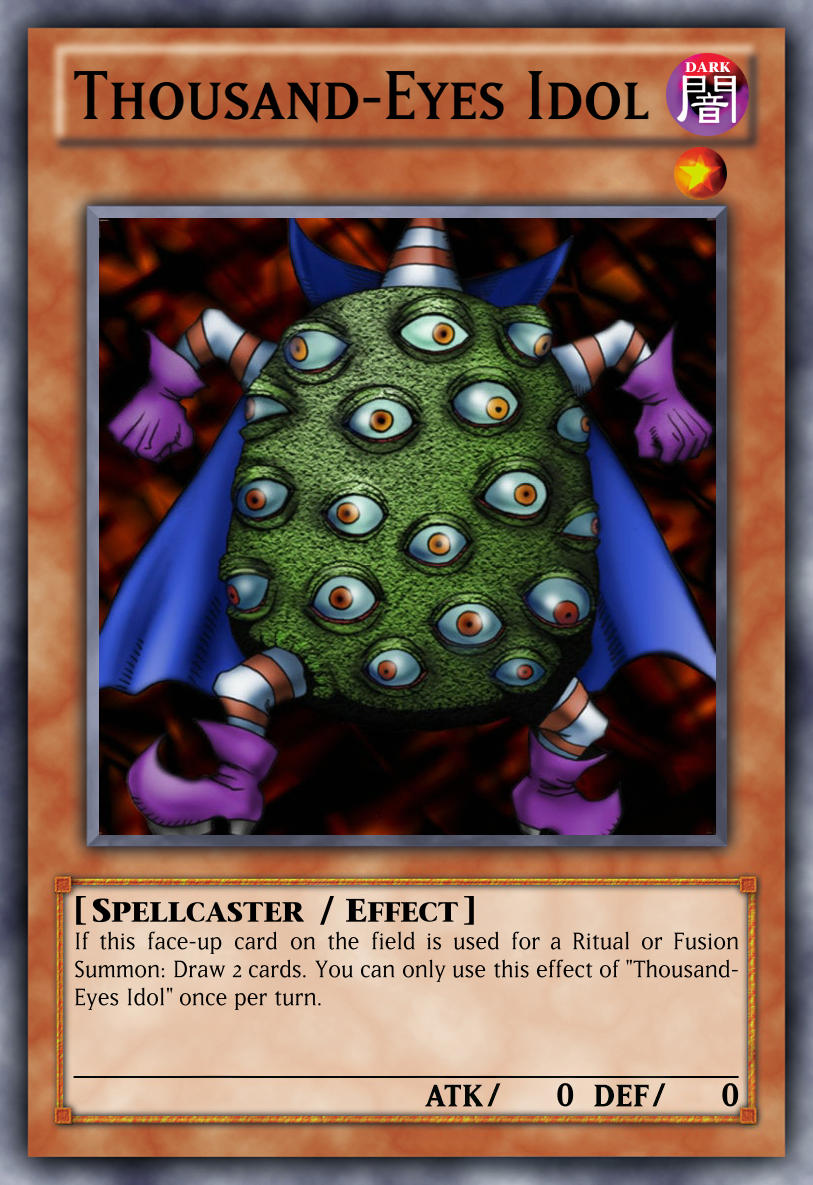 Thousand-Eyes Idol
DARK
闇
[ Spellcaster / Effect ]
If this face-up card on the field is used for a Ritual or Fusion
Summon: Draw 2 cards. You can only use this effect of "Thousand-
Eyes Idol" once per turn.
ATK/ 0 DEF/ 0